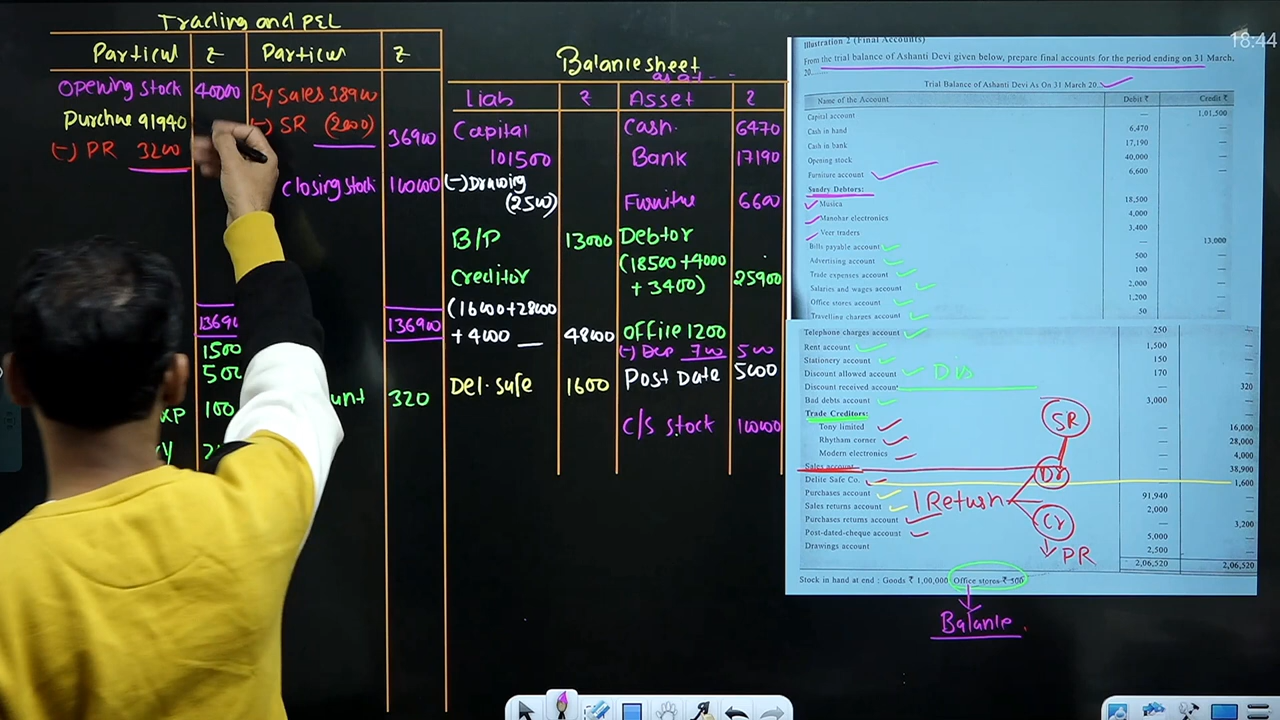 Trading and P&L
Particul ₹ Particur ₹
Opening stock 40000 By Sales 38900
Purchase 91940 (-) SR (2000) 36900
(-) PR 3200
closing stock 100000
136900
1500
500
100
unt 320
Balance sheet
as at - - -
Liab ₹ Asset ₹
Capital Cash. 6470
101500 Bank 17190
(-) Drawing
(2500) Furnitue 6600
B/P 13000 Debtor
Creditor (18500 + 4000 25900
+ 3400)
(16000 + 28000
+ 4000 48000 office 1200
(-) Dep 700 500
Del. safe 1600 Post Date 5000
C/S Stock 100000
18:44
Illustration 2 (Final Accounts)
From the trial balance of Ashanti Devi given below, prepare final accounts for the period ending on 31 March,
20.......
Trial Balance of Ashanti Devi As On 31 March 20..
Name of the Account Debit ₹ Credit ₹
Capital account — 1,01,500
Cash in hand 6,470
Cash in bank 17,190
Opening stock 40,000
Furniture account 6,600
Sundry Debtors:
Musica 18,500
Manohar electronics 4,000
Veer traders 3,400
Bills payable account — 13,000
Advertising account 500
Trade expenses account 100
Salaries and wages account 2,000
Office stores account 1,200
Travelling charges account 50
Telephone charges account 250 —
Rent account 1,500 —
Stationery account 150 —
Discount allowed account 170 —
Dis
Discount received account — 320
Bad debts account 3,000 —
Trade Creditors:
Tony limited — 16,000
Rhytham corner — 28,000
Modern electronics — 4,000
Sales account — 38,900
Delite Safe Co. — 1,600
Purchases account 91,940 —
Sales returns account 2,000 —
Purchases returns account — 3,200
Post-dated-cheque account 5,000 —
Drawings account 2,500 —
2,06,520 2,06,520
Return
SR
Dr
Cr
PR
Stock in hand at end : Goods ₹ 1,00,000 Office stores ₹ 500
Balanle.